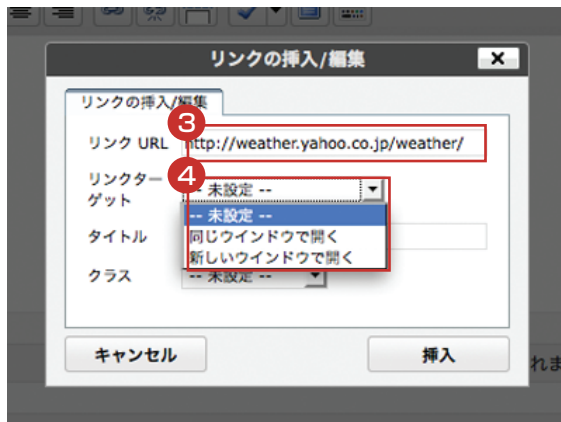 リンクの挿入/編集
リンクの挿入/編集
3
リンク URL http://weather.yahoo.co.jp/weather/
4
リンクターゲット -- 未設定 --
-- 未設定 --
同じウインドウで開く
新しいウインドウで開く
タイトル
クラス -- 未設定 --
キャンセル 挿入
れま